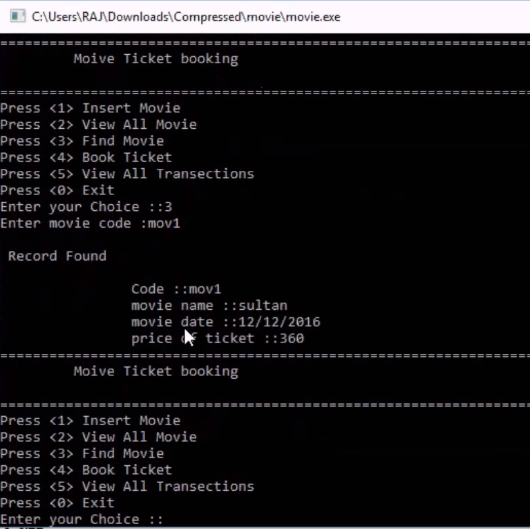 C:\Users\RAJ\Downloads\Compressed\movie\movie.exe
====================================================================
Moive Ticket booking
====================================================================
Press <1> Insert Movie
Press <2> View All Movie
Press <3> Find Movie
Press <4> Book Ticket
Press <5> View All Transections
Press <0> Exit
Enter your Choice ::3
Enter movie code :mov1
Record Found
Code ::mov1
movie name ::sultan
movie date ::12/12/2016
price of ticket ::360
====================================================================
Moive Ticket booking
====================================================================
Press <1> Insert Movie
Press <2> View All Movie
Press <3> Find Movie
Press <4> Book Ticket
Press <5> View All Transections
Press <0> Exit
Enter your Choice ::